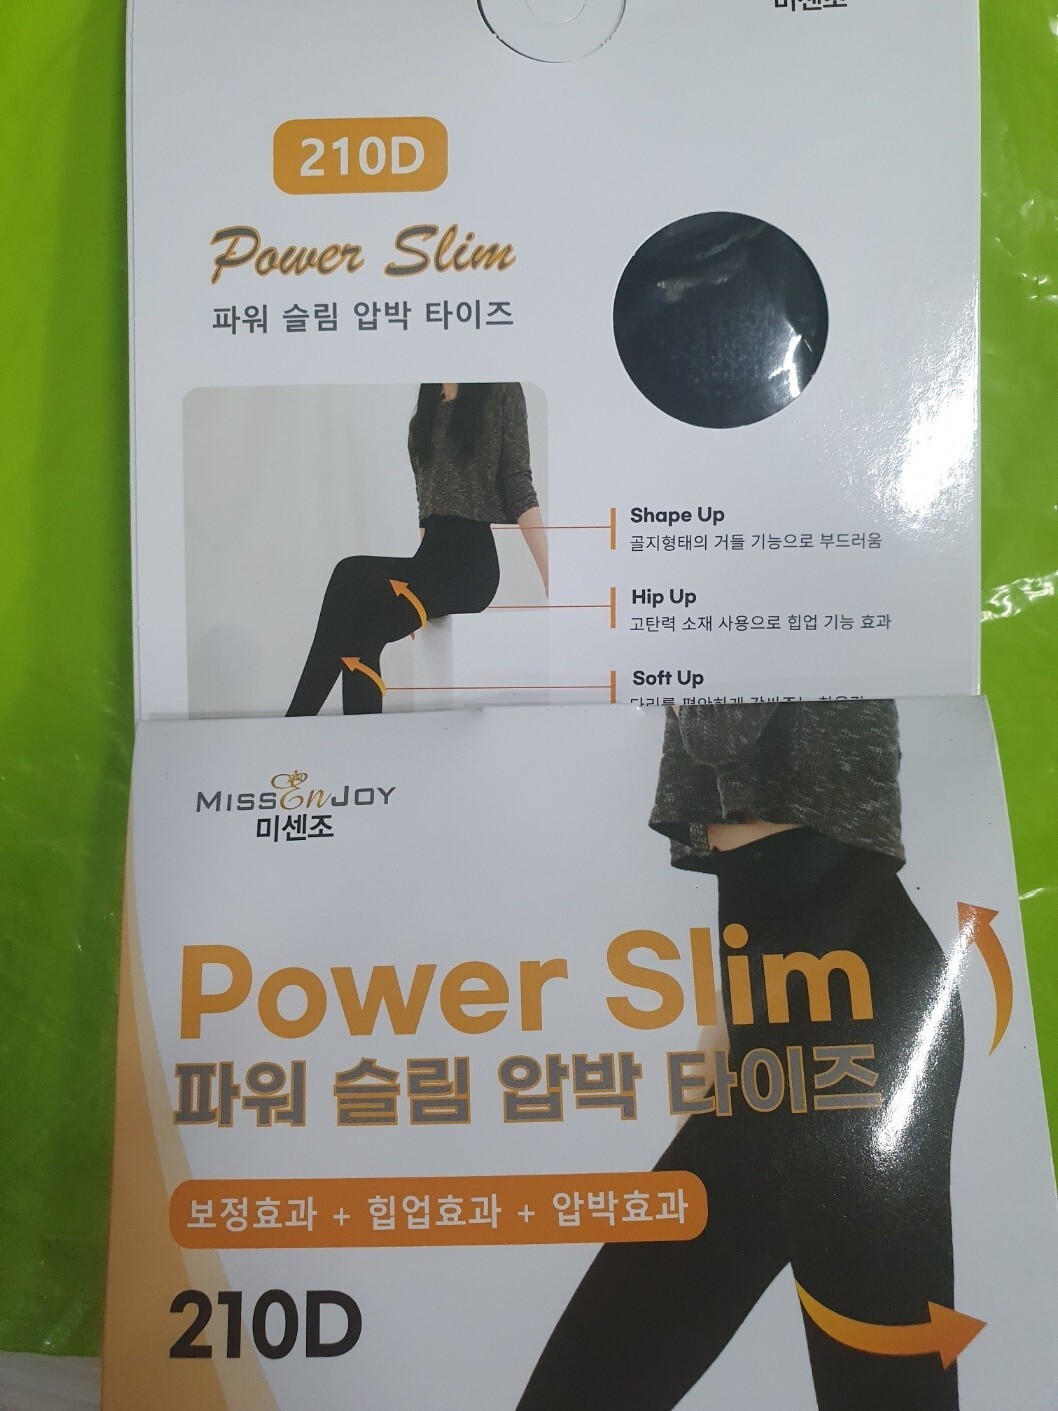 미센조
210D
Power Slim
파워 슬림 압박 타이즈
Shape Up
골지형태의 거들 기능으로 부드러움
Hip Up
고탄력 소재 사용으로 힙업 기능 효과
Soft Up
MISSEnJOY
미센조
Power Slim
파워 슬림 압박 타이즈
보정효과 + 힙업효과 + 압박효과
210D